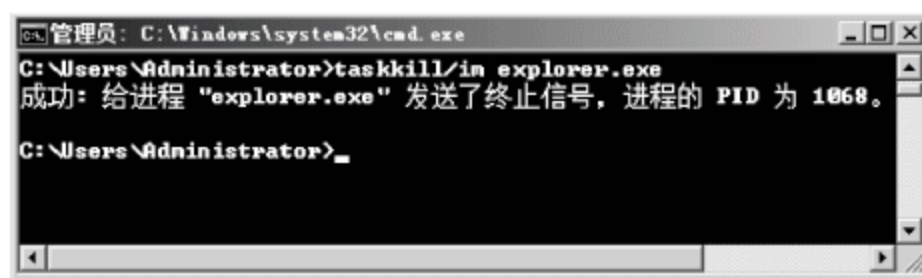 管理员: C:\Windows\system32\cmd.exe
C:\Users\Administrator>taskkill/im explorer.exe
成功: 给进程 "explorer.exe" 发送了终止信号，进程的 PID 为 1068。
C:\Users\Administrator>_